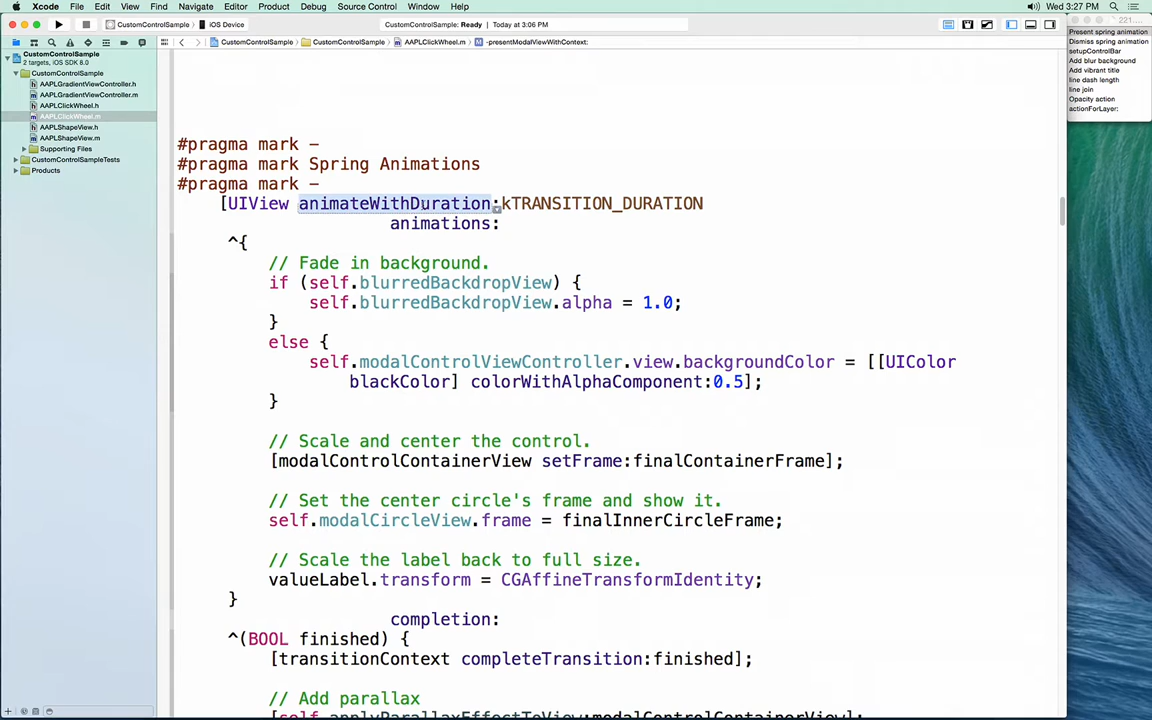 Xcode File Edit View Find Navigate Editor Product Debug Source Control Window Help Wed 3:27 PM
CustomControlSample iOS Device CustomControlSample: Ready Today at 3:06 PM
CustomControlSample CustomControlSample AAPLClickWheel.m -presentModalViewWithContext:
CustomControlSample
2 targets, iOS SDK 8.0
CustomControlSample
AAPLGradientViewController.h
AAPLGradientViewController.m
AAPLClickWheel.h
AAPLClickWheel.m
AAPLShapeView.h
AAPLShapeView.m
Supporting Files
CustomControlSampleTests
Products
#pragma mark -
#pragma mark Spring Animations
#pragma mark -
[UIView animateWithDuration:kTRANSITION_DURATION
animations:
^{
// Fade in background.
if (self.blurredBackdropView) {
self.blurredBackdropView.alpha = 1.0;
}
else {
self.modalControlViewController.view.backgroundColor = [[UIColor
blackColor] colorWithAlphaComponent:0.5];
}
// Scale and center the control.
[modalControlContainerView setFrame:finalContainerFrame];
// Set the center circle's frame and show it.
self.modalCircleView.frame = finalInnerCircleFrame;
// Scale the label back to full size.
valueLabel.transform = CGAffineTransformIdentity;
}
completion:
^(BOOL finished) {
[transitionContext completeTransition:finished];
// Add parallax
[self applyParallaxEffectToView:modalControlContainerView];
221...
Present spring animation
Dismiss spring animation
setupControlBar
Add blur background
Add vibrant title
line dash length
line join
Opacity action
actionForLayer: